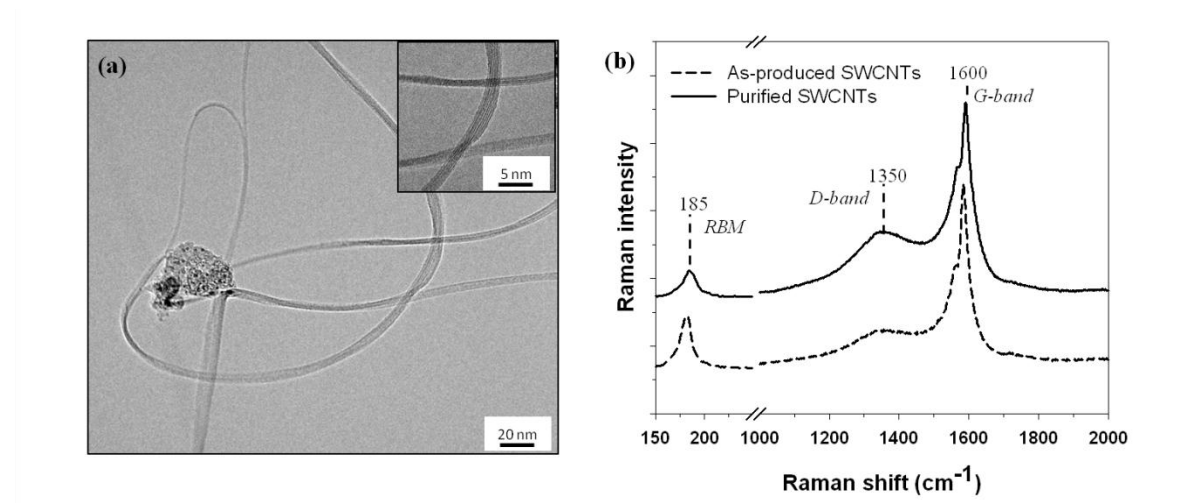 (a)
5 nm
20 nm
(b)
As-produced SWCNTs
Purified SWCNTs
1600
G-band
1350
D-band
185
RBM
Raman intensity
150 200 1000 1200 1400 1600 1800 2000
Raman shift (cm-1)